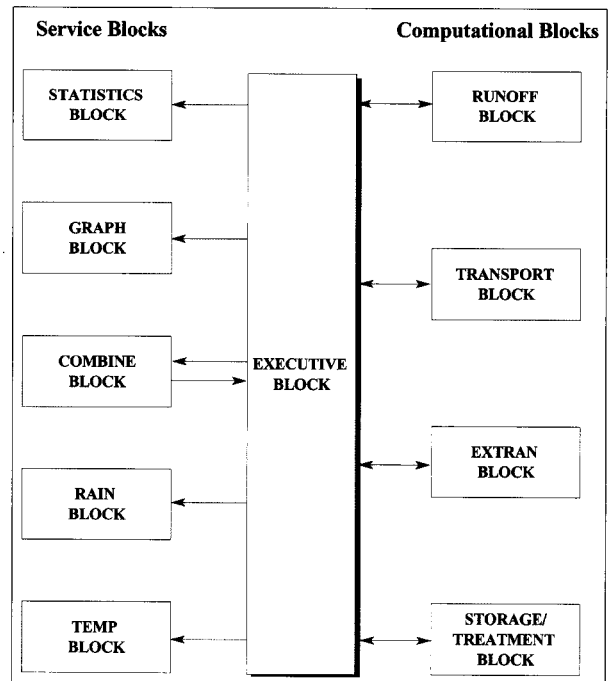 Service Blocks
Computational Blocks
STATISTICS
BLOCK
RUNOFF
BLOCK
GRAPH
BLOCK
TRANSPORT
BLOCK
COMBINE
BLOCK
EXECUTIVE
BLOCK
EXTRAN
BLOCK
RAIN
BLOCK
TEMP
BLOCK
STORAGE/
TREATMENT
BLOCK